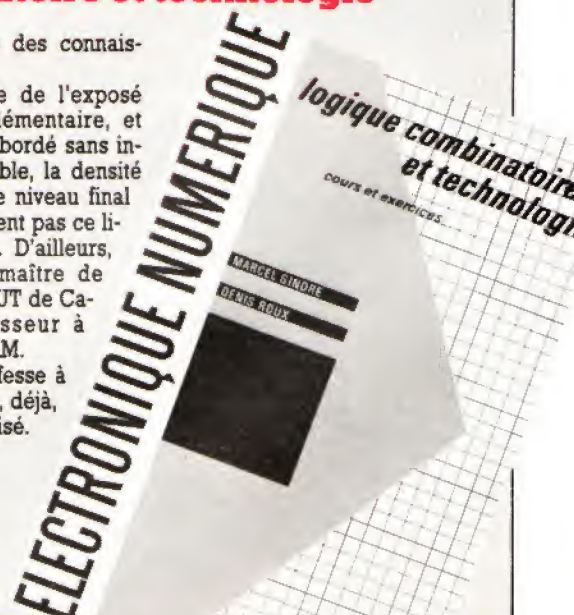 et technologie
des connais-
e de l'exposé
émentaire, et
bordé sans in-
ble, la densité
e niveau final
ent pas ce li-
. D'ailleurs,
maître de
UT de Ca-
sseur à
M.
fesse à
, déjà,
isé.
ELECTRONIQUE NUMERIQUE
logique combinatoire
et technologi
cours et exercices
MARCEL GINDRE
DENIS ROUX